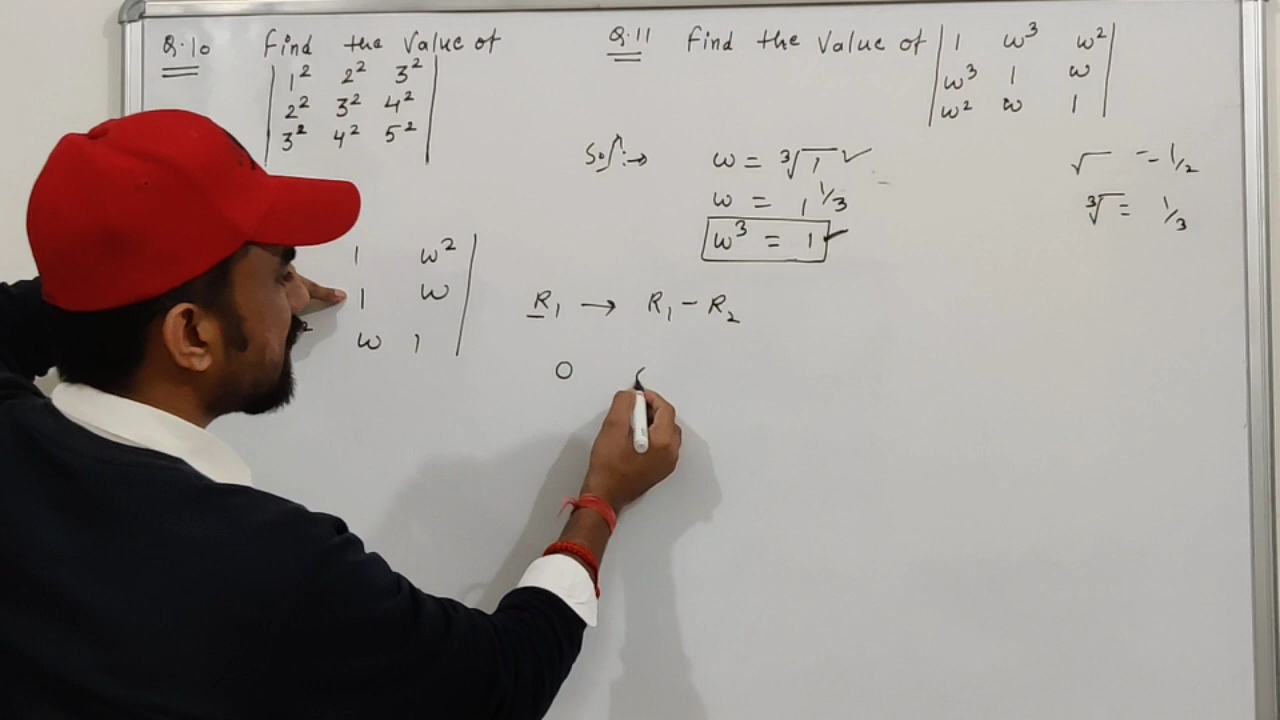 Q.10 Find the Value of
| 1² 2² 3² |
| 2² 3² 4² |
| 3² 4² 5² |
Q.11 Find the Value of | 1 ω³ ω² |
| ω³ 1 ω |
| ω² ω 1 |
Sol:→ ω = ∛1 ✓
ω = 1^1/3
ω³ = 1 ✓
√ = 1/2
∛ = 1/3
1 ω² |
1 ω |
² ω 1 |
R₁ → R₁ - R₂
0